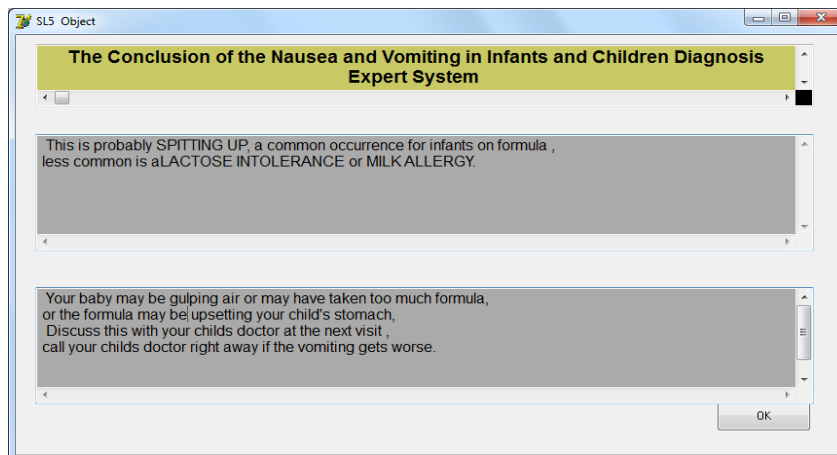 SL5 Object
The Conclusion of the Nausea and Vomiting in Infants and Children Diagnosis
Expert System
This is probably SPITTING UP, a common occurrence for infants on formula ,
less common is aLACTOSE INTOLERANCE or MILK ALLERGY.
Your baby may be gulping air or may have taken too much formula,
or the formula may be upsetting your child's stomach,
Discuss this with your childs doctor at the next visit ,
call your childs doctor right away if the vomiting gets worse.
OK